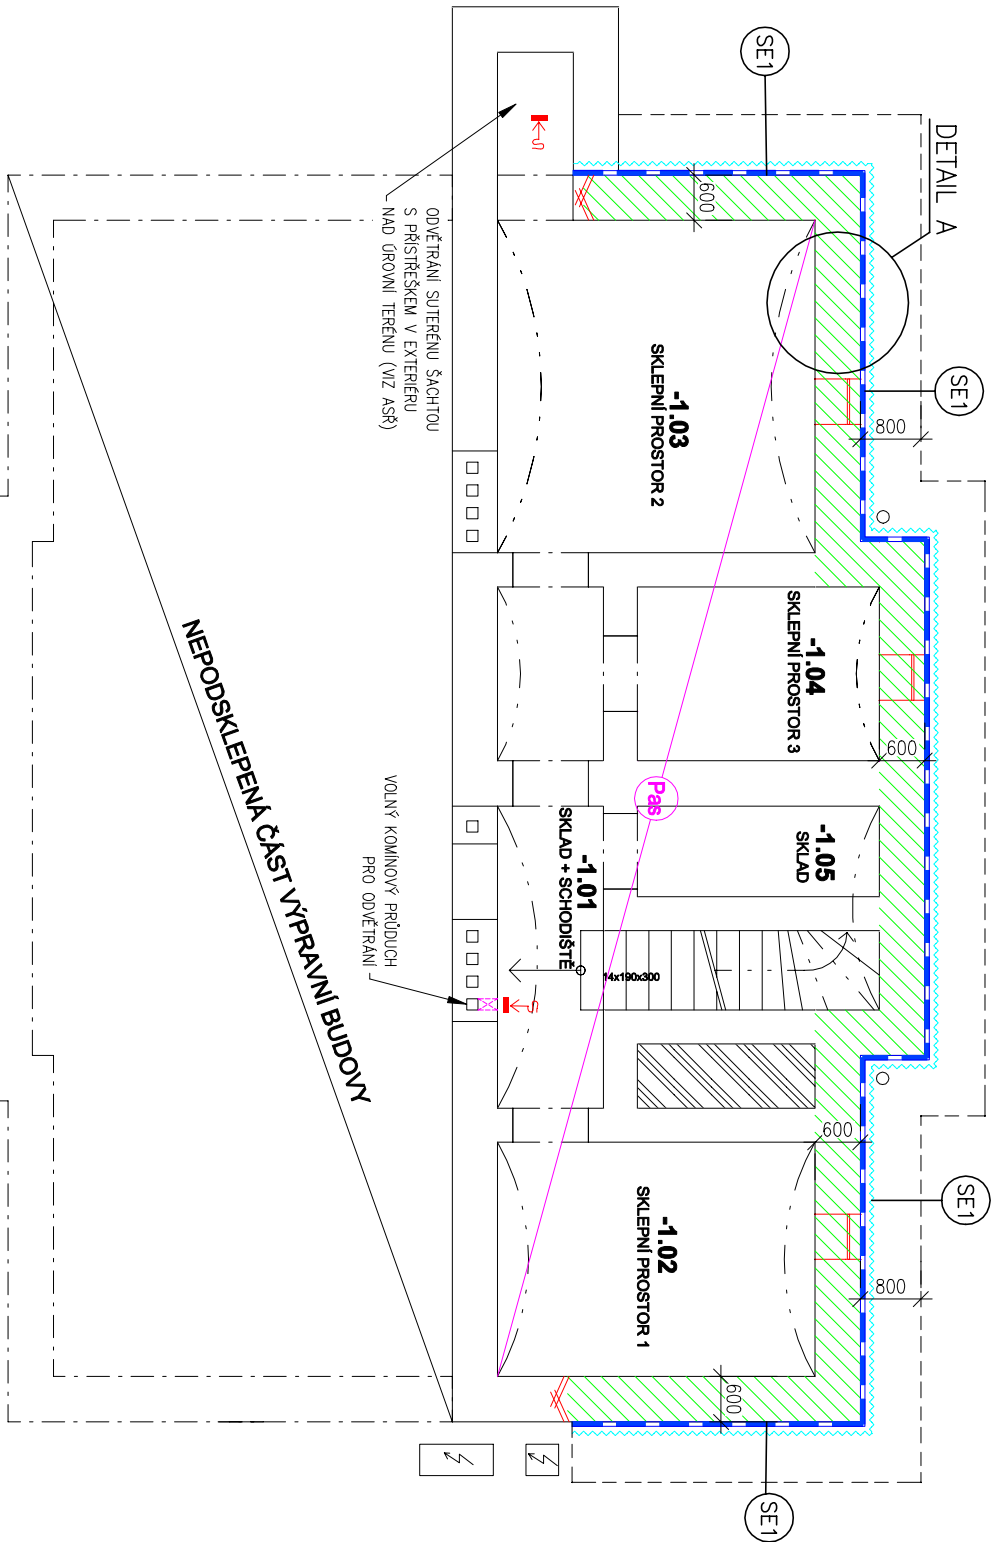 DETAIL A
SE1
SE1
SE1
SE1
600
800
600
600
800
600
-1.03
SKLEPNÍ PROSTOR 2
-1.04
SKLEPNÍ PROSTOR 3
-1.05
SKLAD
-1.01
SKLAD + SCHODIŠTĚ
14x190x300
-1.02
SKLEPNÍ PROSTOR 1
Pas
ODVĚTRÁNÍ SUTERÉNU ŠACHTOU
S PŘÍSTŘEŠKEM V EXTERIÉRU
NAD ÚROVNÍ TERÉNU (VIZ ASŘ)
VOLNÝ KOMÍNOVÝ PRŮDUCH
PRO ODVĚTRÁNÍ
NEPODSKLEPENÁ ČÁST VÝPRAVNÍ BUDOVY